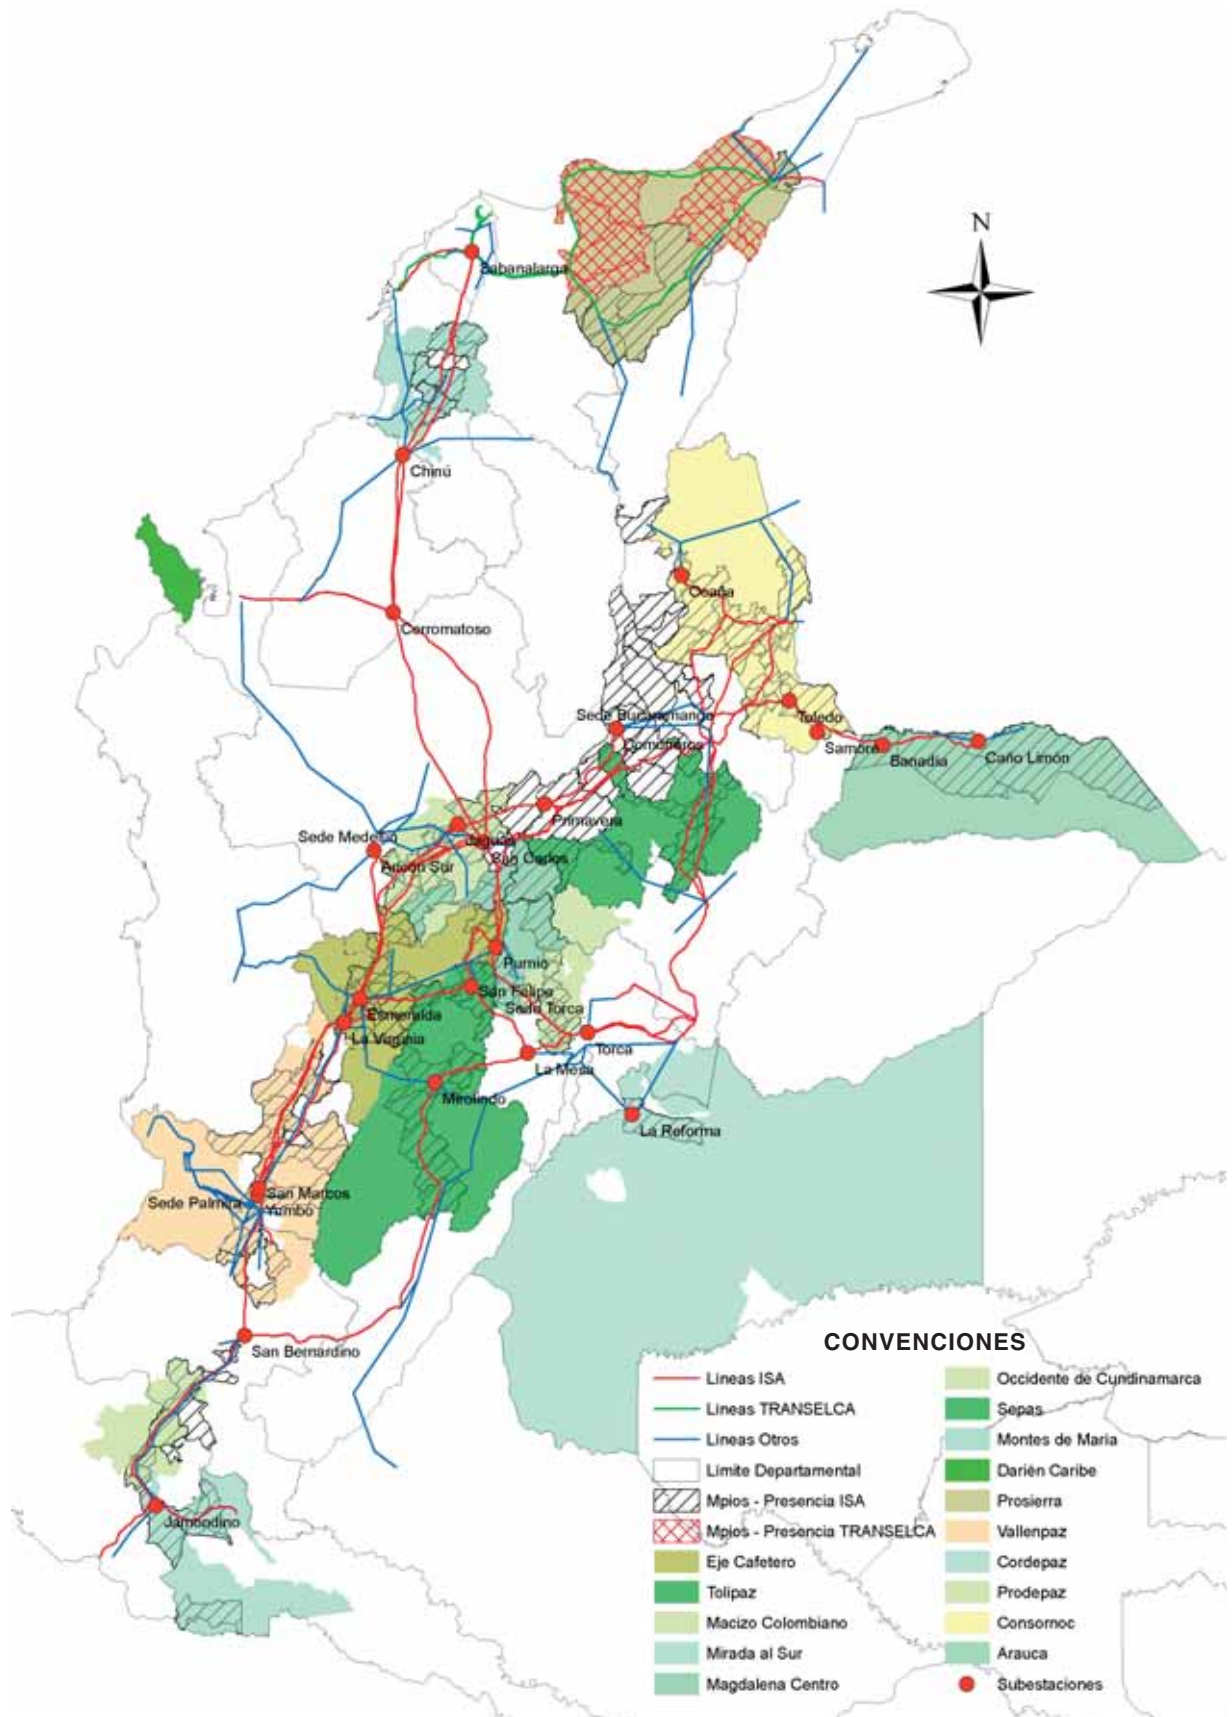 N
Sabanalarga
Chinú
Ocaña
Cerromatoso
Sede Bucaramanga
Comuneros
Toledo
Samoré
Banadía
Caño Limón
Primavera
Sede Medellín
Jaguas
San Carlos
Ancón Sur
Purnio
San Felipe
Sede Torca
Esmeralda
La Virginia
Torca
La Mesa
Mirolindo
La Reforma
San Marcos
Sede Palmira
Yumbo
San Bernardino
Jamondino
CONVENCIONES
Líneas ISA
Líneas TRANSELCA
Líneas Otros
Límite Departamental
Mpios - Presencia ISA
Mpios - Presencia TRANSELCA
Eje Cafetero
Tolipaz
Macizo Colombiano
Mirada al Sur
Magdalena Centro
Occidente de Cundinamarca
Sepas
Montes de María
Darién Caribe
Prosierra
Vallenpaz
Cordepaz
Prodepaz
Consornoc
Arauca
Subestaciones